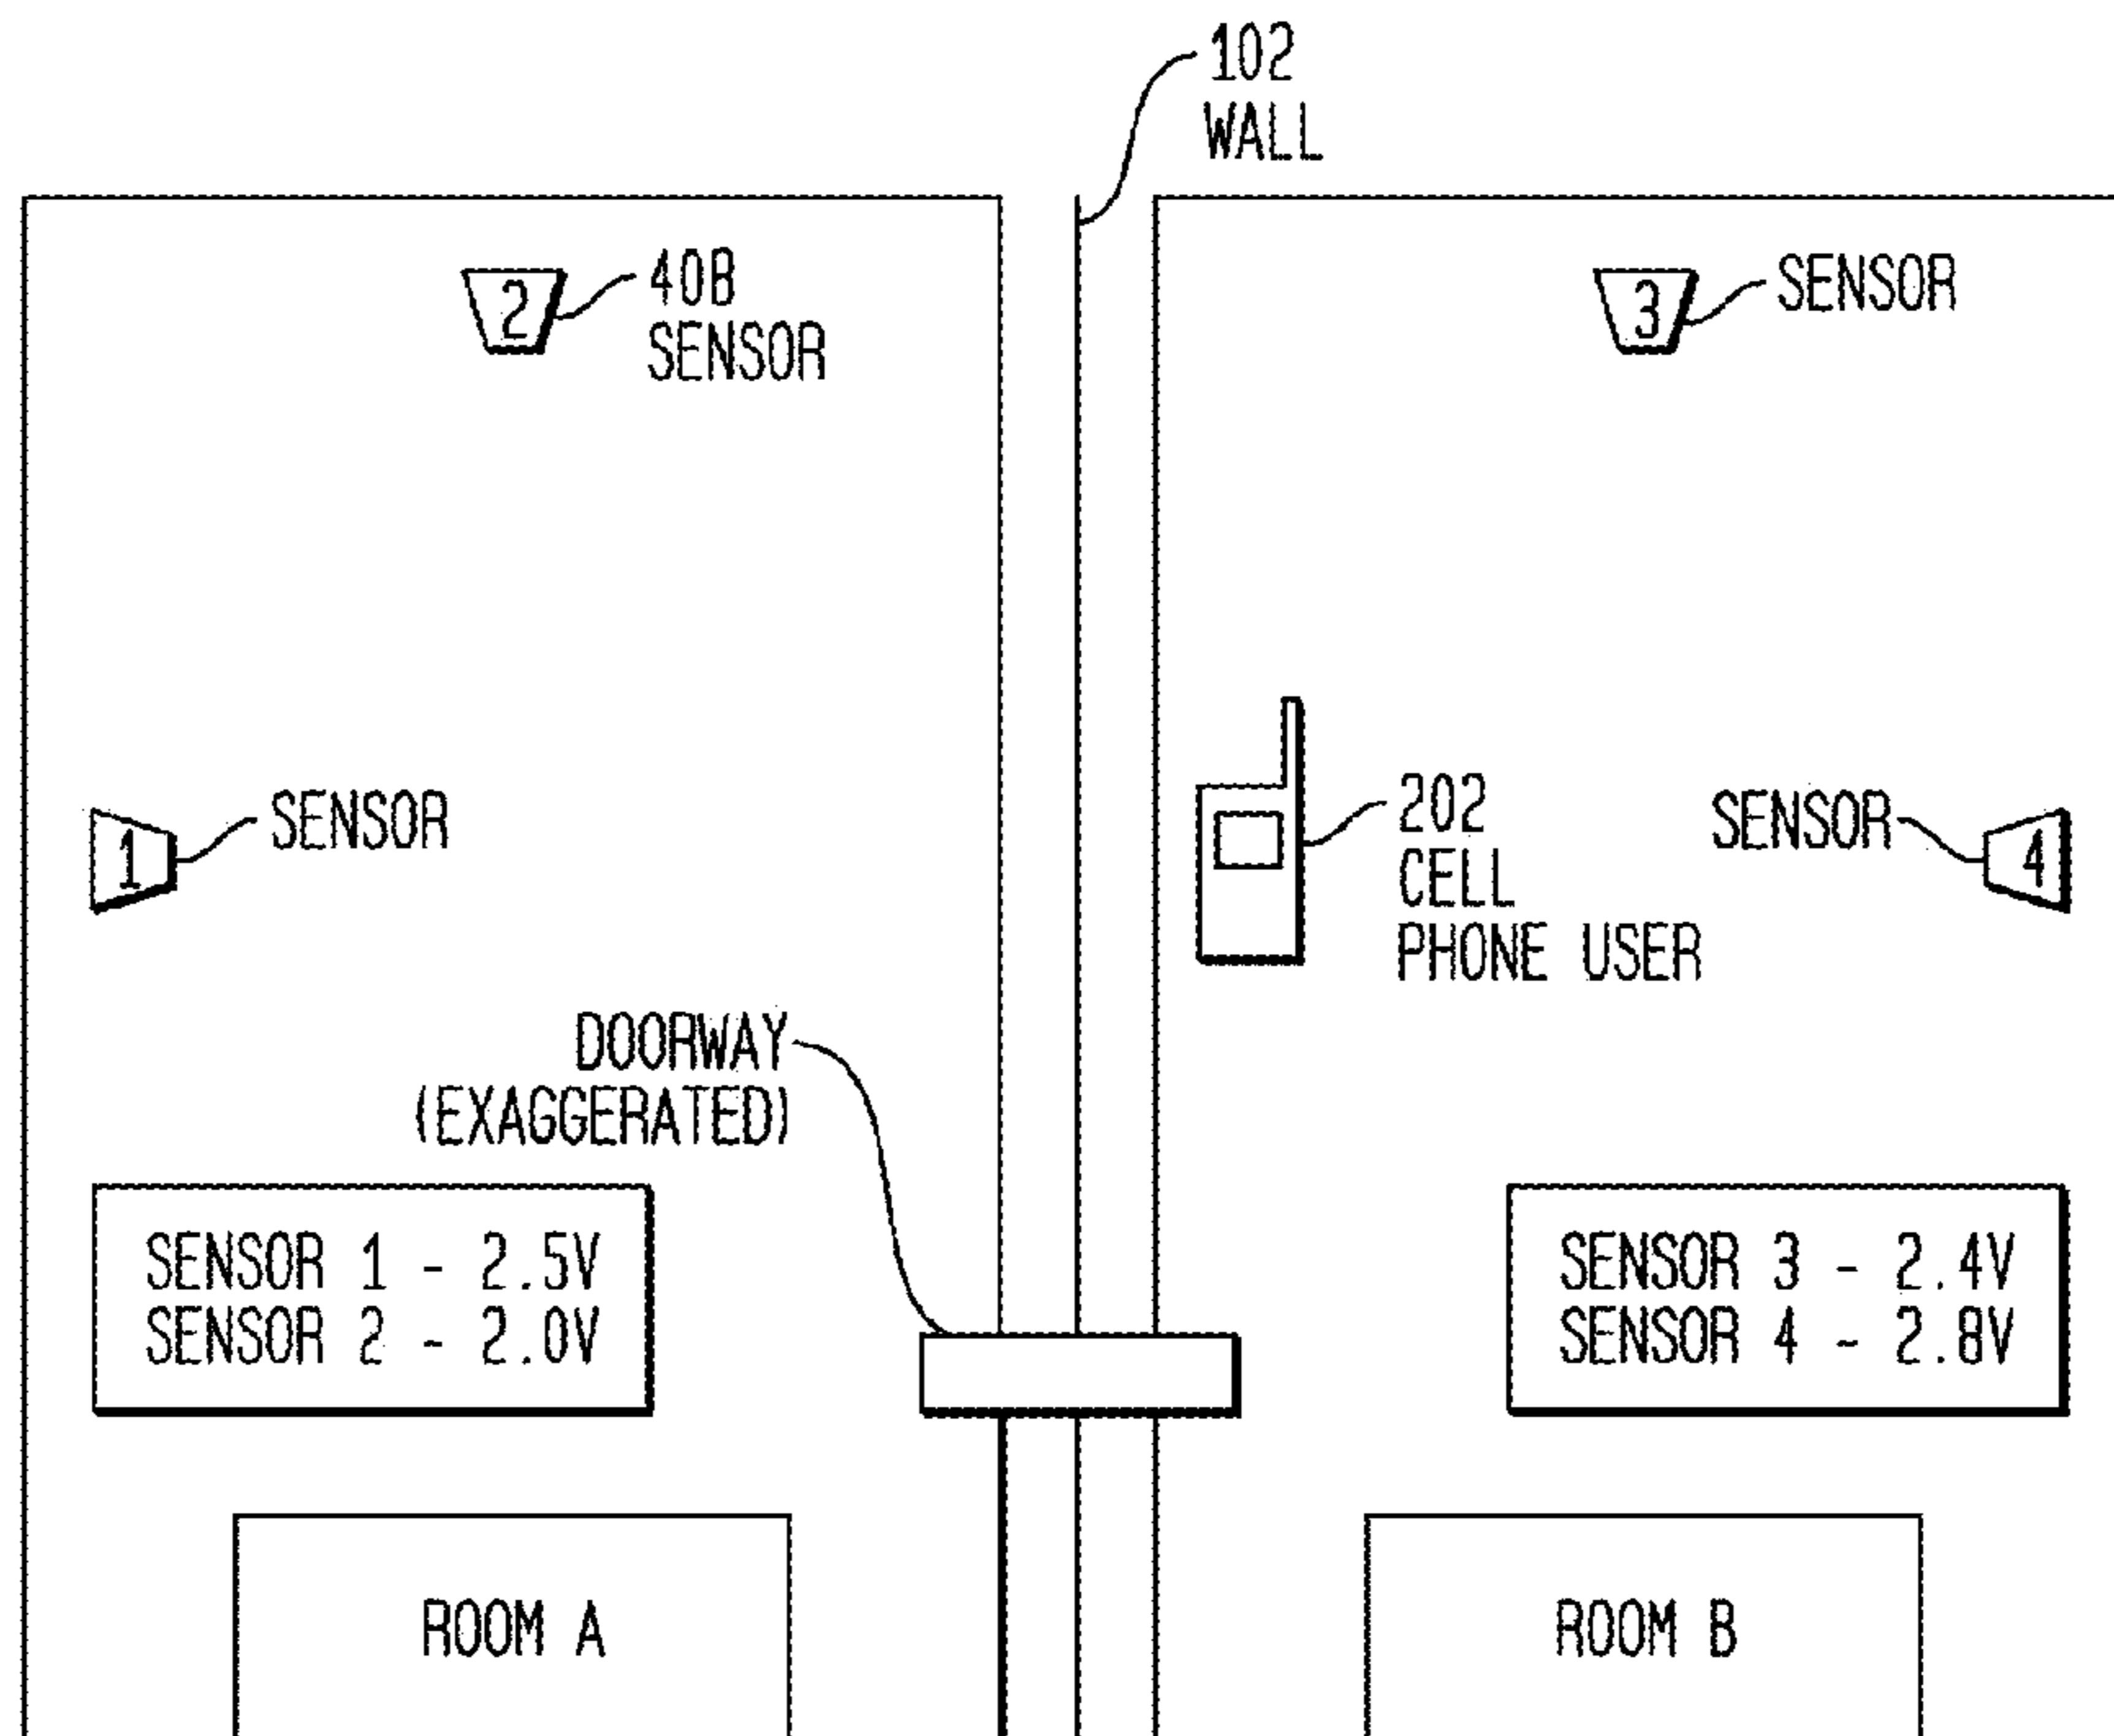 102
WALL
2
40B
SENSOR
3
SENSOR
1
SENSOR
202
CELL
PHONE USER
SENSOR
4
DOORWAY
(EXAGGERATED)
SENSOR 1 - 2.5V
SENSOR 2 - 2.0V
SENSOR 3 - 2.4V
SENSOR 4 - 2.8V
ROOM A
ROOM B